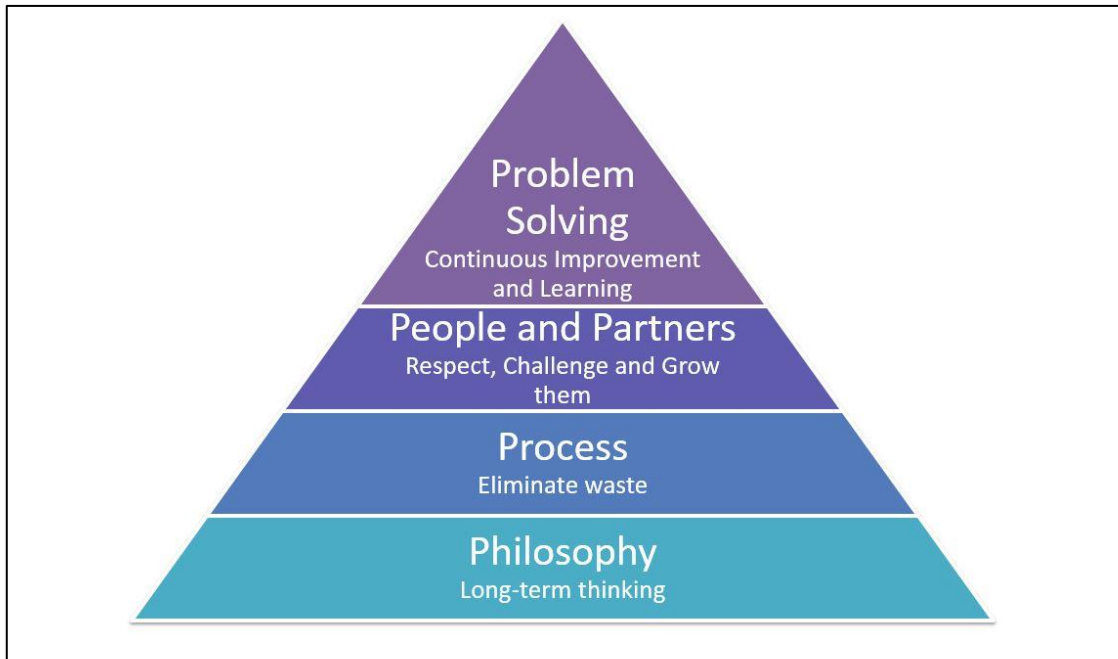 Problem
Solving
Continuous Improvement
and Learning
People and Partners
Respect, Challenge and Grow
them
Process
Eliminate waste
Philosophy
Long-term thinking